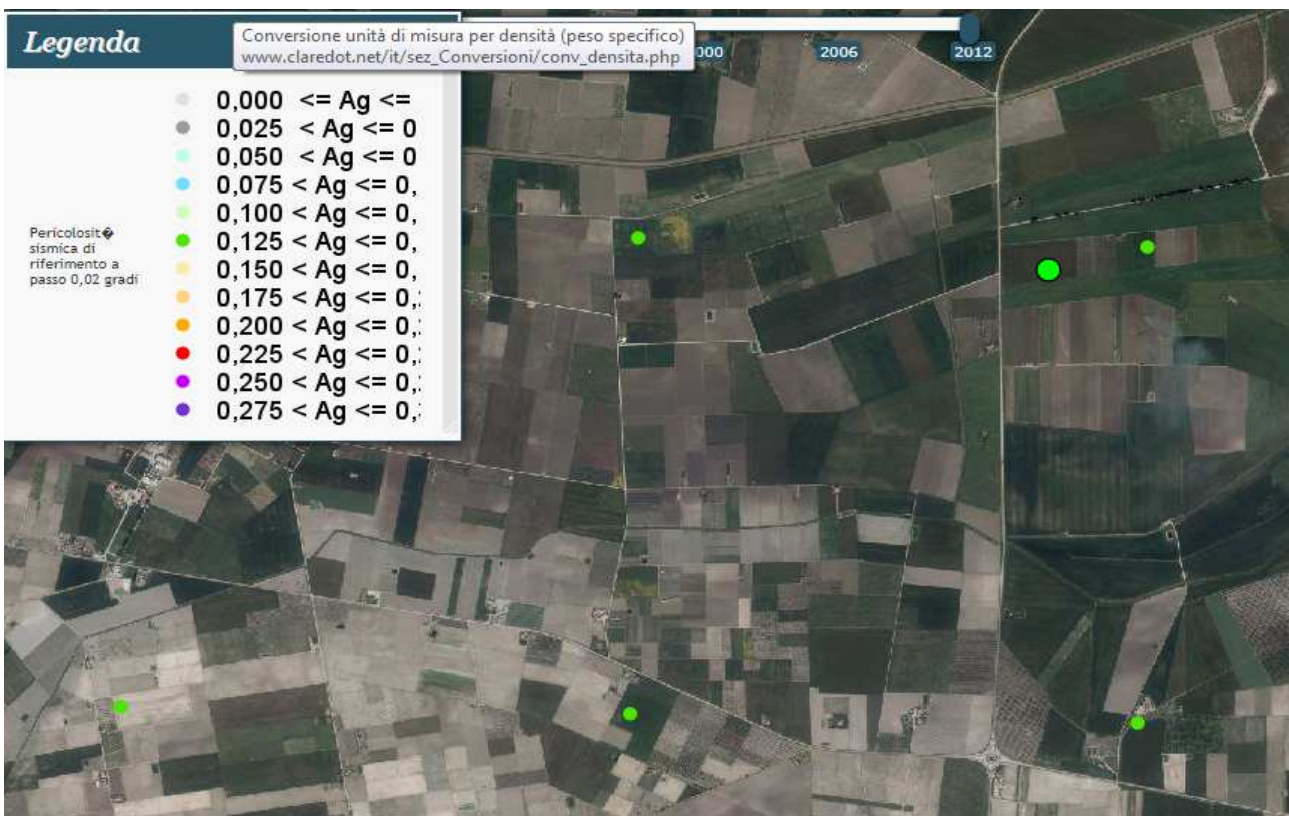 Legenda
Conversione unità di misura per densità (peso specifico)
www.claredot.net/it/sez_Conversioni/conv_densita.php
000
2006
2012
Pericolosit�
sismica di
riferimento a
passo 0,02 gradi
0,000 <= Ag <=
0,025 < Ag <= 0
0,050 < Ag <= 0
0,075 < Ag <= 0,
0,100 < Ag <= 0,
0,125 < Ag <= 0,
0,150 < Ag <= 0,
0,175 < Ag <= 0,
0,200 < Ag <= 0,
0,225 < Ag <= 0,
0,250 < Ag <= 0,
0,275 < Ag <= 0,